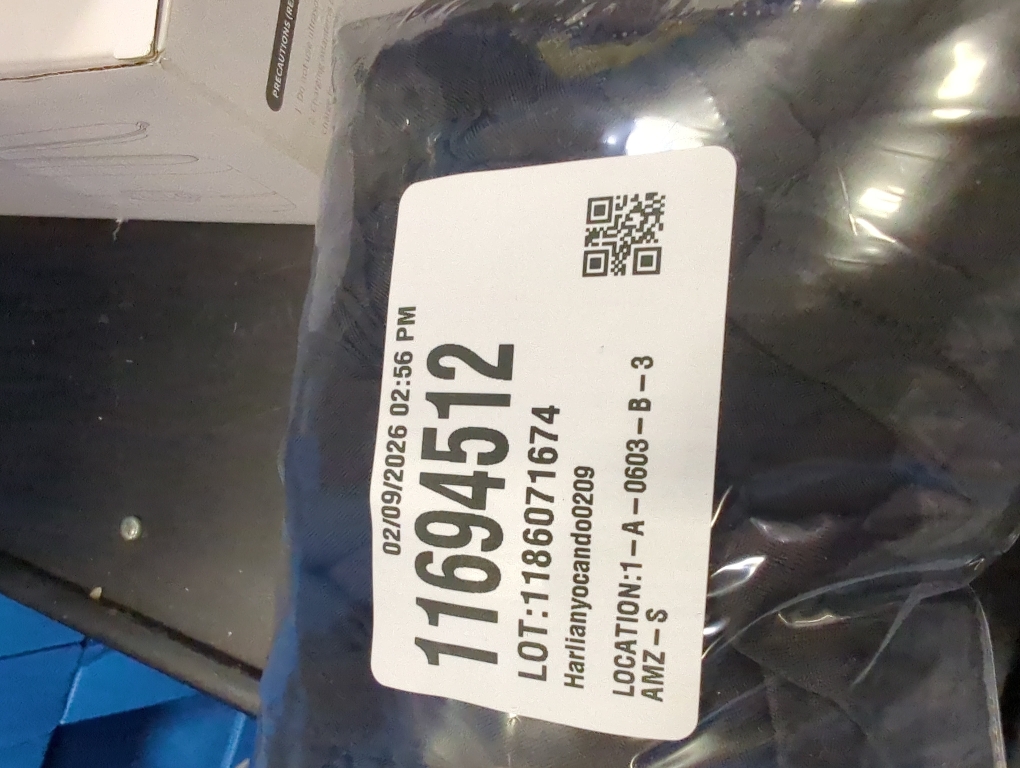 PRECAUTIONS
02/09/2026 02:56 PM
11694512
LOT:1186071674
Harlianyocando0209
LOCATION:1-A-0603-B-3
AMZ-S